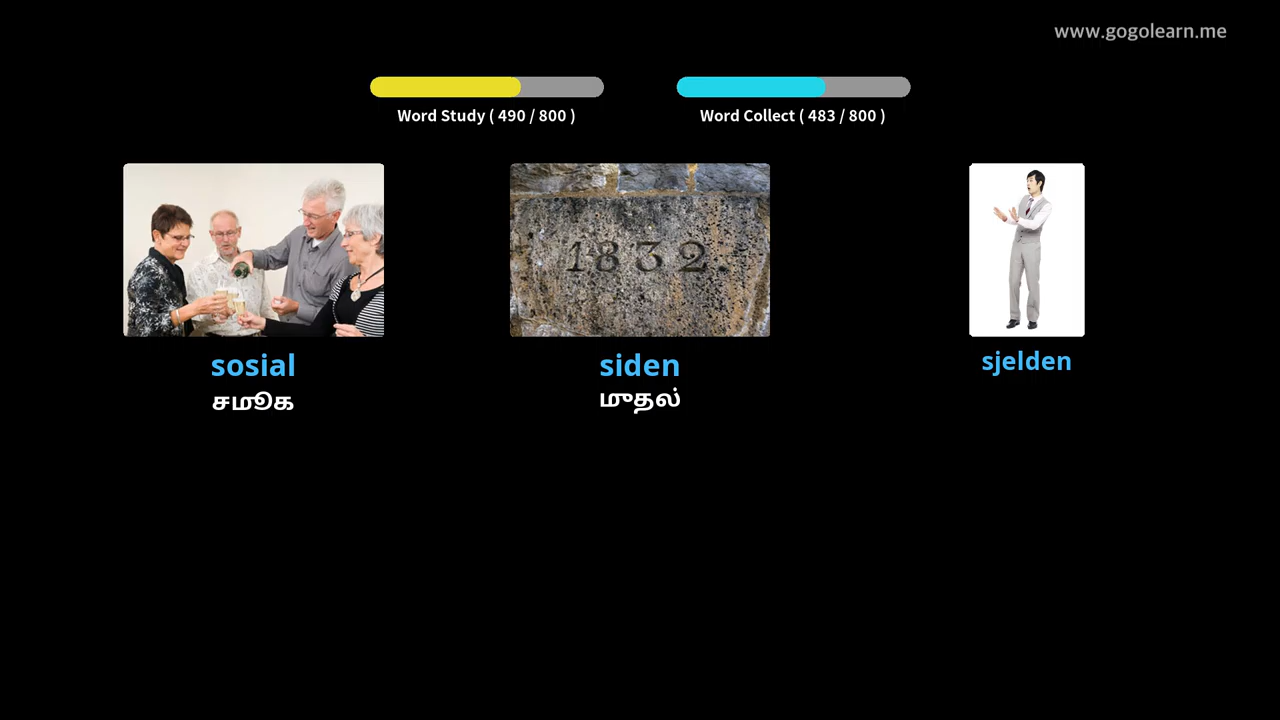 www.gogolearn.me
Word Study ( 490 / 800 )
Word Collect ( 483 / 800 )
1832.
sosial
சமூக
siden
முதல்
sjelden